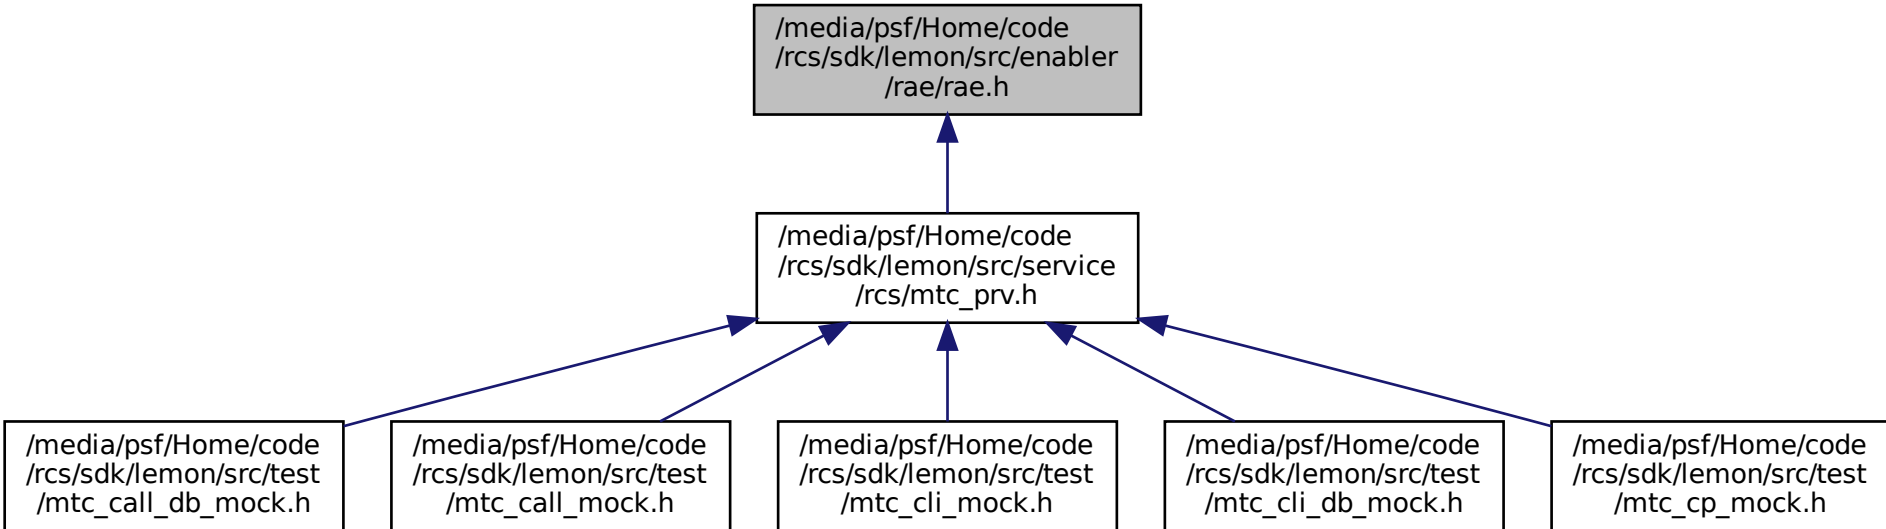 /media/psf/Home/code
/rcs/sdk/lemon/src/enabler
/rae/rae.h
/media/psf/Home/code
/rcs/sdk/lemon/src/service
/rcs/mtc_prv.h
/media/psf/Home/code
/rcs/sdk/lemon/src/test
/mtc_call_db_mock.h
/media/psf/Home/code
/rcs/sdk/lemon/src/test
/mtc_call_mock.h
/media/psf/Home/code
/rcs/sdk/lemon/src/test
/mtc_cli_mock.h
/media/psf/Home/code
/rcs/sdk/lemon/src/test
/mtc_cli_db_mock.h
/media/psf/Home/code
/rcs/sdk/lemon/src/test
/mtc_cp_mock.h